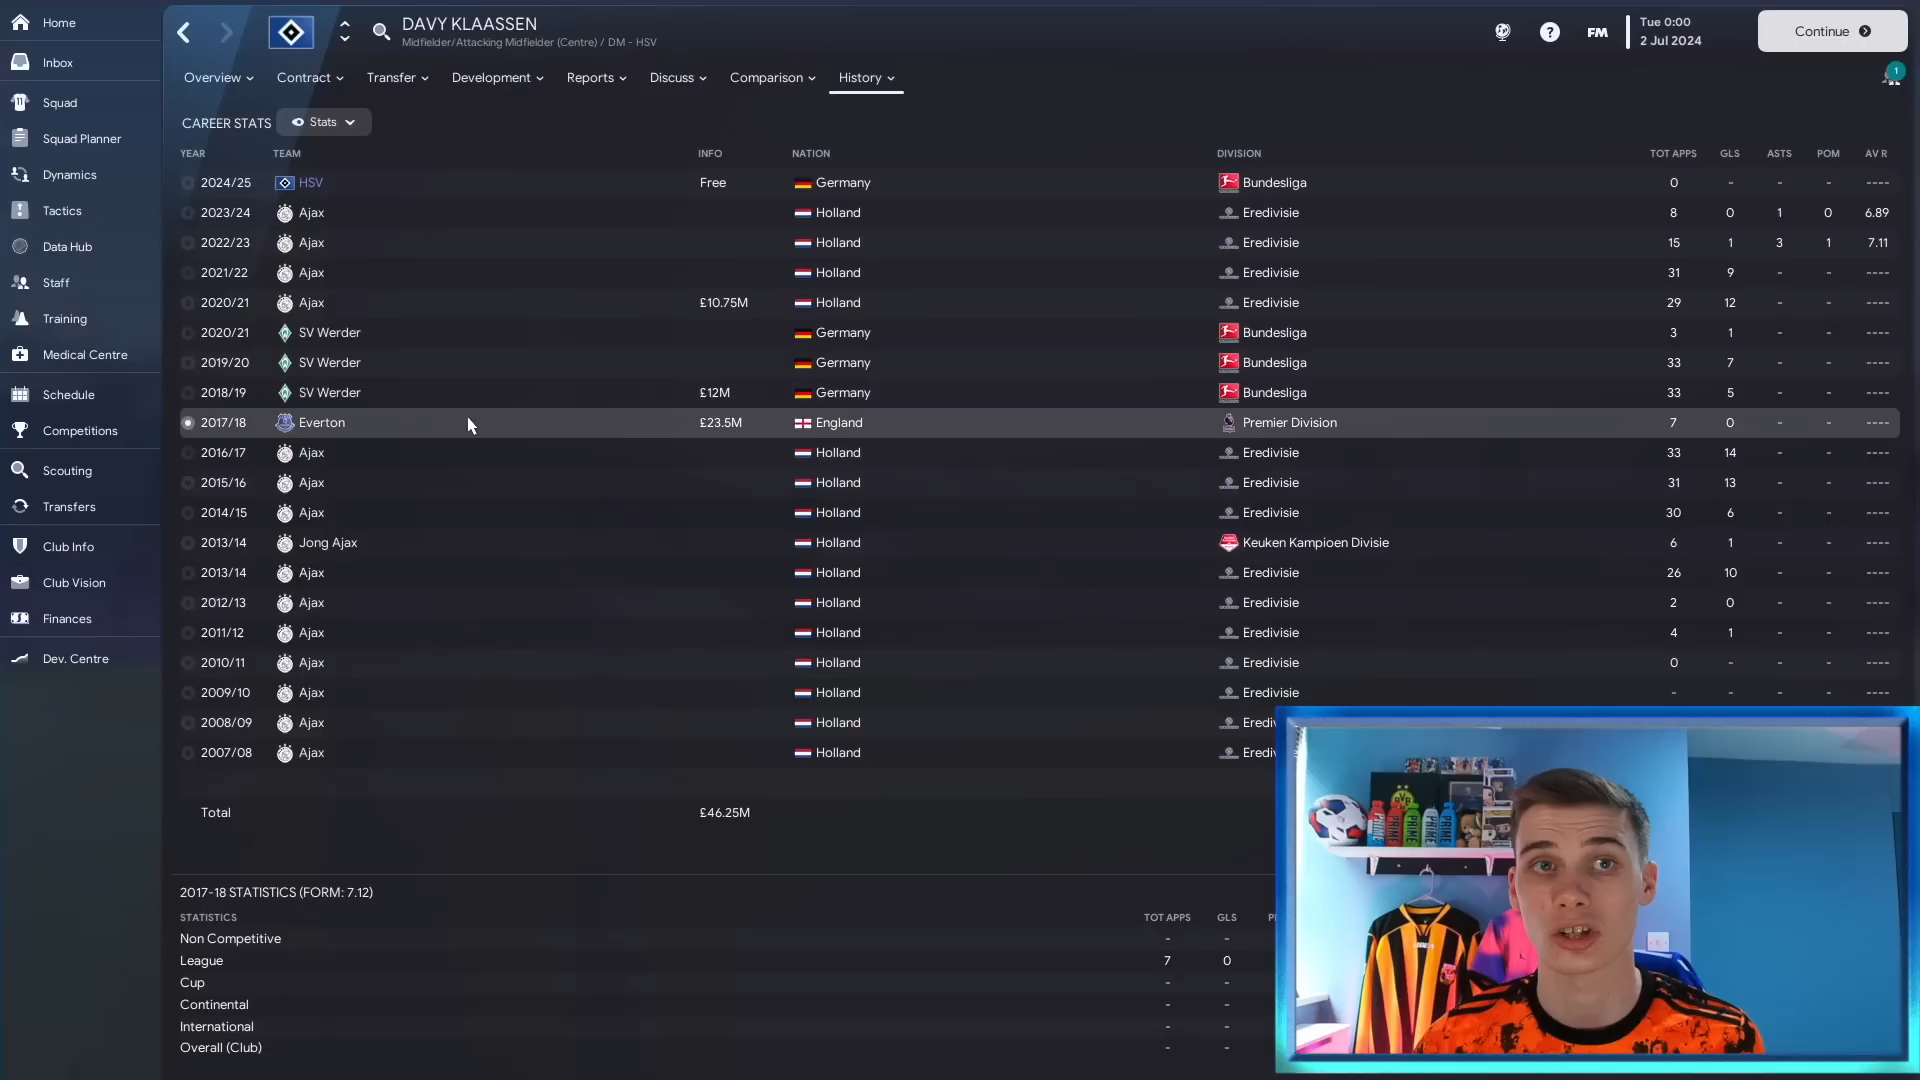 Home
Inbox
Squad
Squad Planner
Dynamics
Tactics
Data Hub
Staff
Training
Medical Centre
Schedule
Competitions
Scouting
Transfers
Club Info
Club Vision
Finances
Dev. Centre
DAVY KLAASSEN
Midfielder/Attacking Midfielder (Centre) / DM - HSV
? FM Tue 0:00
2 Jul 2024
Continue
1
Overview Contract Transfer Development Reports Discuss Comparison History
CAREER STATS Stats
YEAR TEAM INFO NATION DIVISION TOT APPS GLS ASTS POM AV R
2024/25 HSV Free Germany Bundesliga 0 - - - ----
2023/24 Ajax Holland Eredivisie 8 0 1 0 6.89
2022/23 Ajax Holland Eredivisie 15 1 3 1 7.11
2021/22 Ajax Holland Eredivisie 31 9 - - ----
2020/21 Ajax £10.75M Holland Eredivisie 29 12 - - ----
2020/21 SV Werder Germany Bundesliga 3 1 - - ----
2019/20 SV Werder Germany Bundesliga 33 7 - - ----
2018/19 SV Werder £12M Germany Bundesliga 33 5 - - ----
2017/18 Everton £23.5M England Premier Division 7 0 - - ----
2016/17 Ajax Holland Eredivisie 33 14 - - ----
2015/16 Ajax Holland Eredivisie 31 13 - - ----
2014/15 Ajax Holland Eredivisie 30 6 - - ----
2013/14 Jong Ajax Holland Keuken Kampioen Divisie 6 1 - - ----
2013/14 Ajax Holland Eredivisie 26 10 - - ----
2012/13 Ajax Holland Eredivisie 2 0 - - ----
2011/12 Ajax Holland Eredivisie 4 1 - - ----
2010/11 Ajax Holland Eredivisie 0 - - - ----
2009/10 Ajax Holland Eredivisie - - - - ----
2008/09 Ajax Holland Eredi
2007/08 Ajax Holland Eredi
Total £46.25M
2017-18 STATISTICS (FORM: 7.12)
STATISTICS TOT APPS GLS
Non Competitive - -
League 7 0
Cup - -
Continental - -
International - -
Overall (Club) - -
BVB
PRIME PRIME PRIME PRIME PRIME